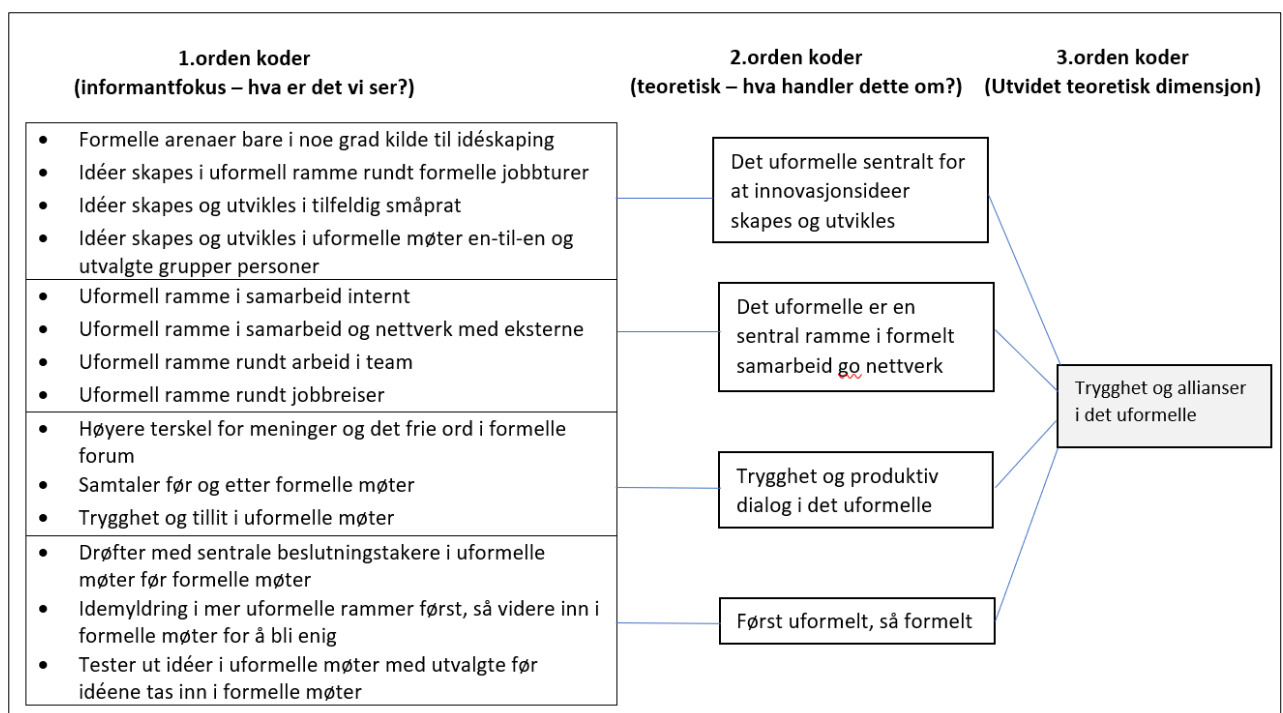 1.orden koder
(informantfokus – hva er det vi ser?)
2.orden koder
(teoretisk – hva handler dette om?)
3.orden koder
(Utvidet teoretisk dimensjon)
• Formelle arenaer bare i noe grad kilde til idéskaping
• Idéer skapes i uformell ramme rundt formelle jobbturer
• Idéer skapes og utvikles i tilfeldig småprat
• Idéer skapes og utvikles i uformelle møter en-til-en og
utvalgte grupper personer
• Uformell ramme i samarbeid internt
• Uformell ramme i samarbeid og nettverk med eksterne
• Uformell ramme rundt arbeid i team
• Uformell ramme rundt jobbreiser
• Høyere terskel for meninger og det frie ord i formelle
forum
• Samtaler før og etter formelle møter
• Trygghet og tillit i uformelle møter
• Drøfter med sentrale beslutningstakere i uformelle
møter før formelle møter
• Idemyldring i mer uformelle rammer først, så videre inn i
formelle møter for å bli enig
• Tester ut idéer i uformelle møter med utvalgte før
idéene tas inn i formelle møter
Det uformelle sentralt for
at innovasjonsideer
skapes og utvikles
Det uformelle er en
sentral ramme i formelt
samarbeid go nettverk
Trygghet og produktiv
dialog i det uformelle
Først uformelt, så formelt
Trygghet og allianser
i det uformelle